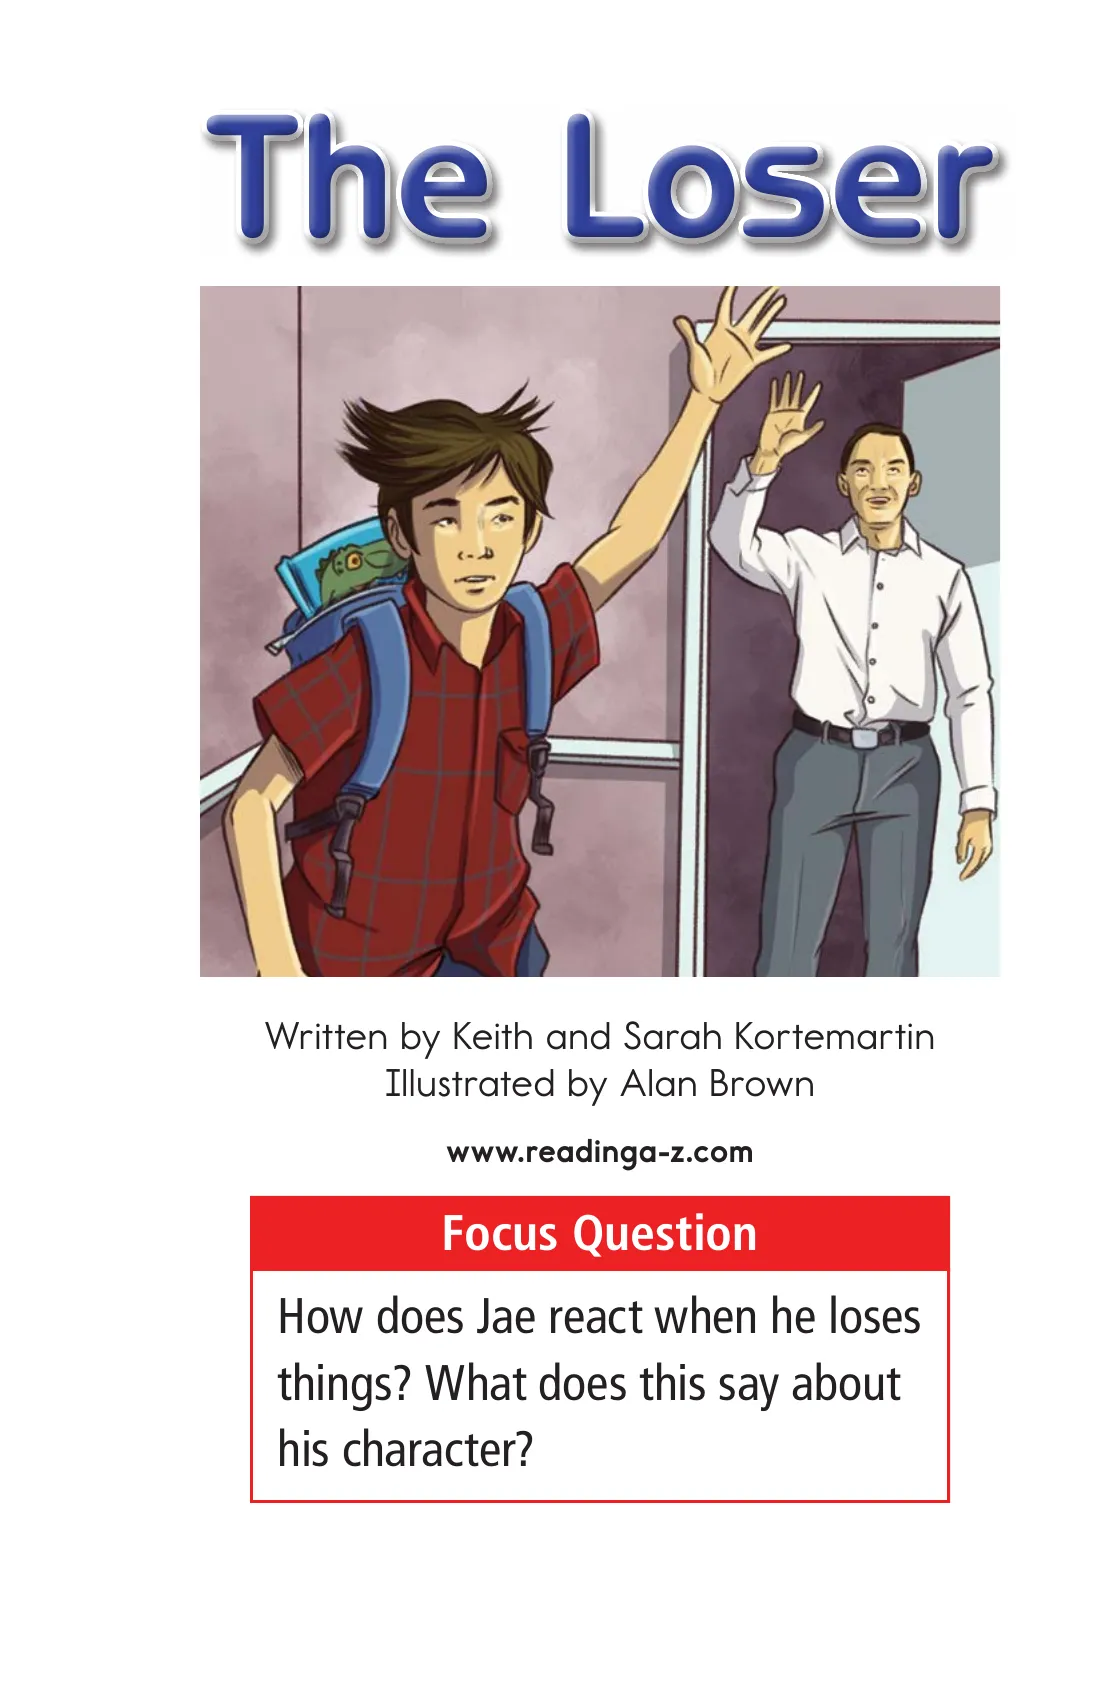 The Loser
Written by Keith and Sarah Kortemartin
Illustrated by Alan Brown
www.readinga-z.com
Focus Question
How does Jae react when he loses
things? What does this say about
his character?